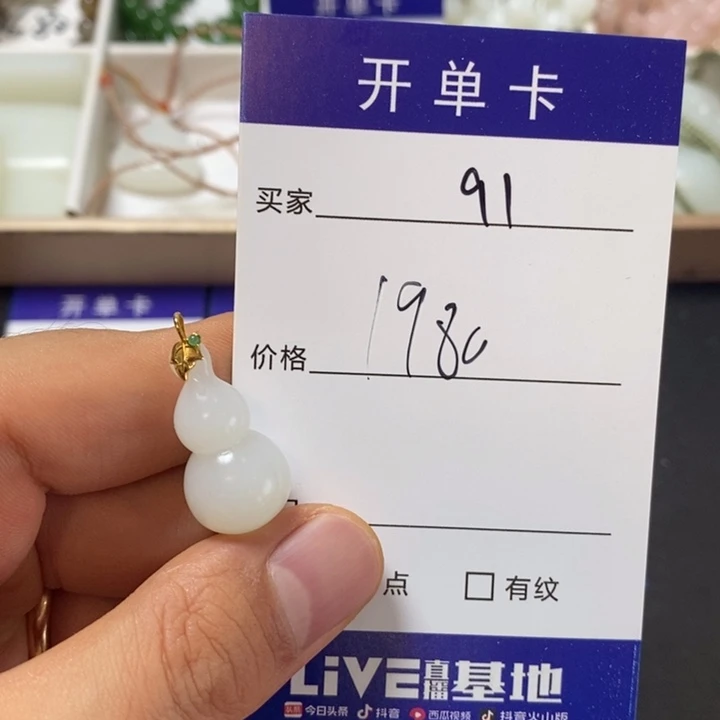 开单卡
买家 91
价格 1980
点 □ 有纹
LiVE直播基地
今日头条 抖音 西瓜视频 抖音火山版
开单卡